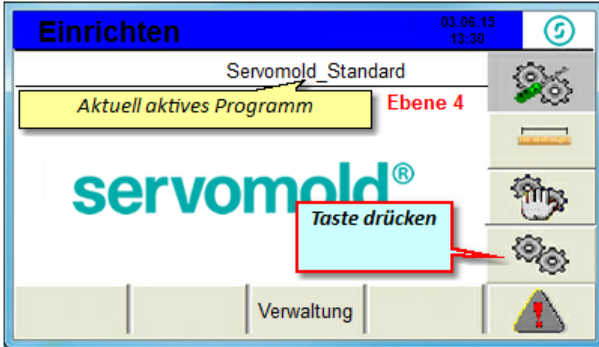 Einrichten
03.06.15
13:30
Servomold_Standard
Aktuell aktives Programm
Ebene 4
servomold®
Taste drücken
Verwaltung